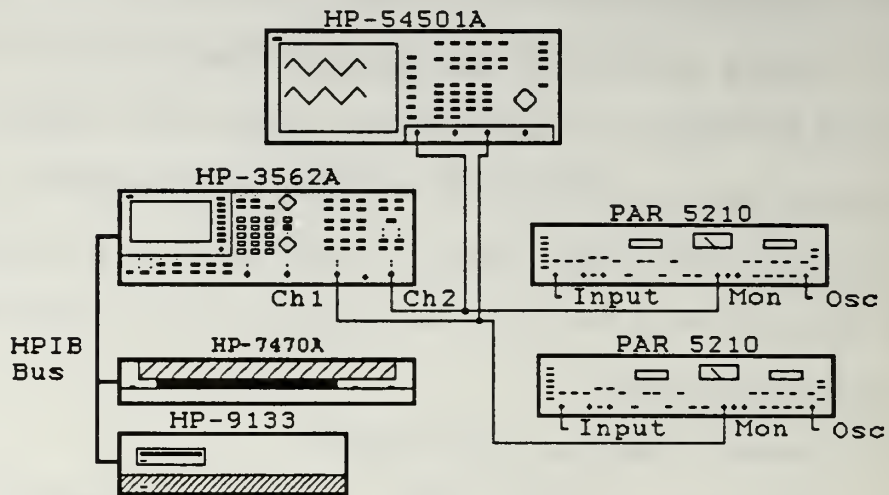 HP-54501A
HP-3562A
PAR 5210
Ch1
Ch2
Input
Mon
Osc
HPIB
Bus
HP-7470A
PAR 5210
HP-9133
Input
Mon
Osc